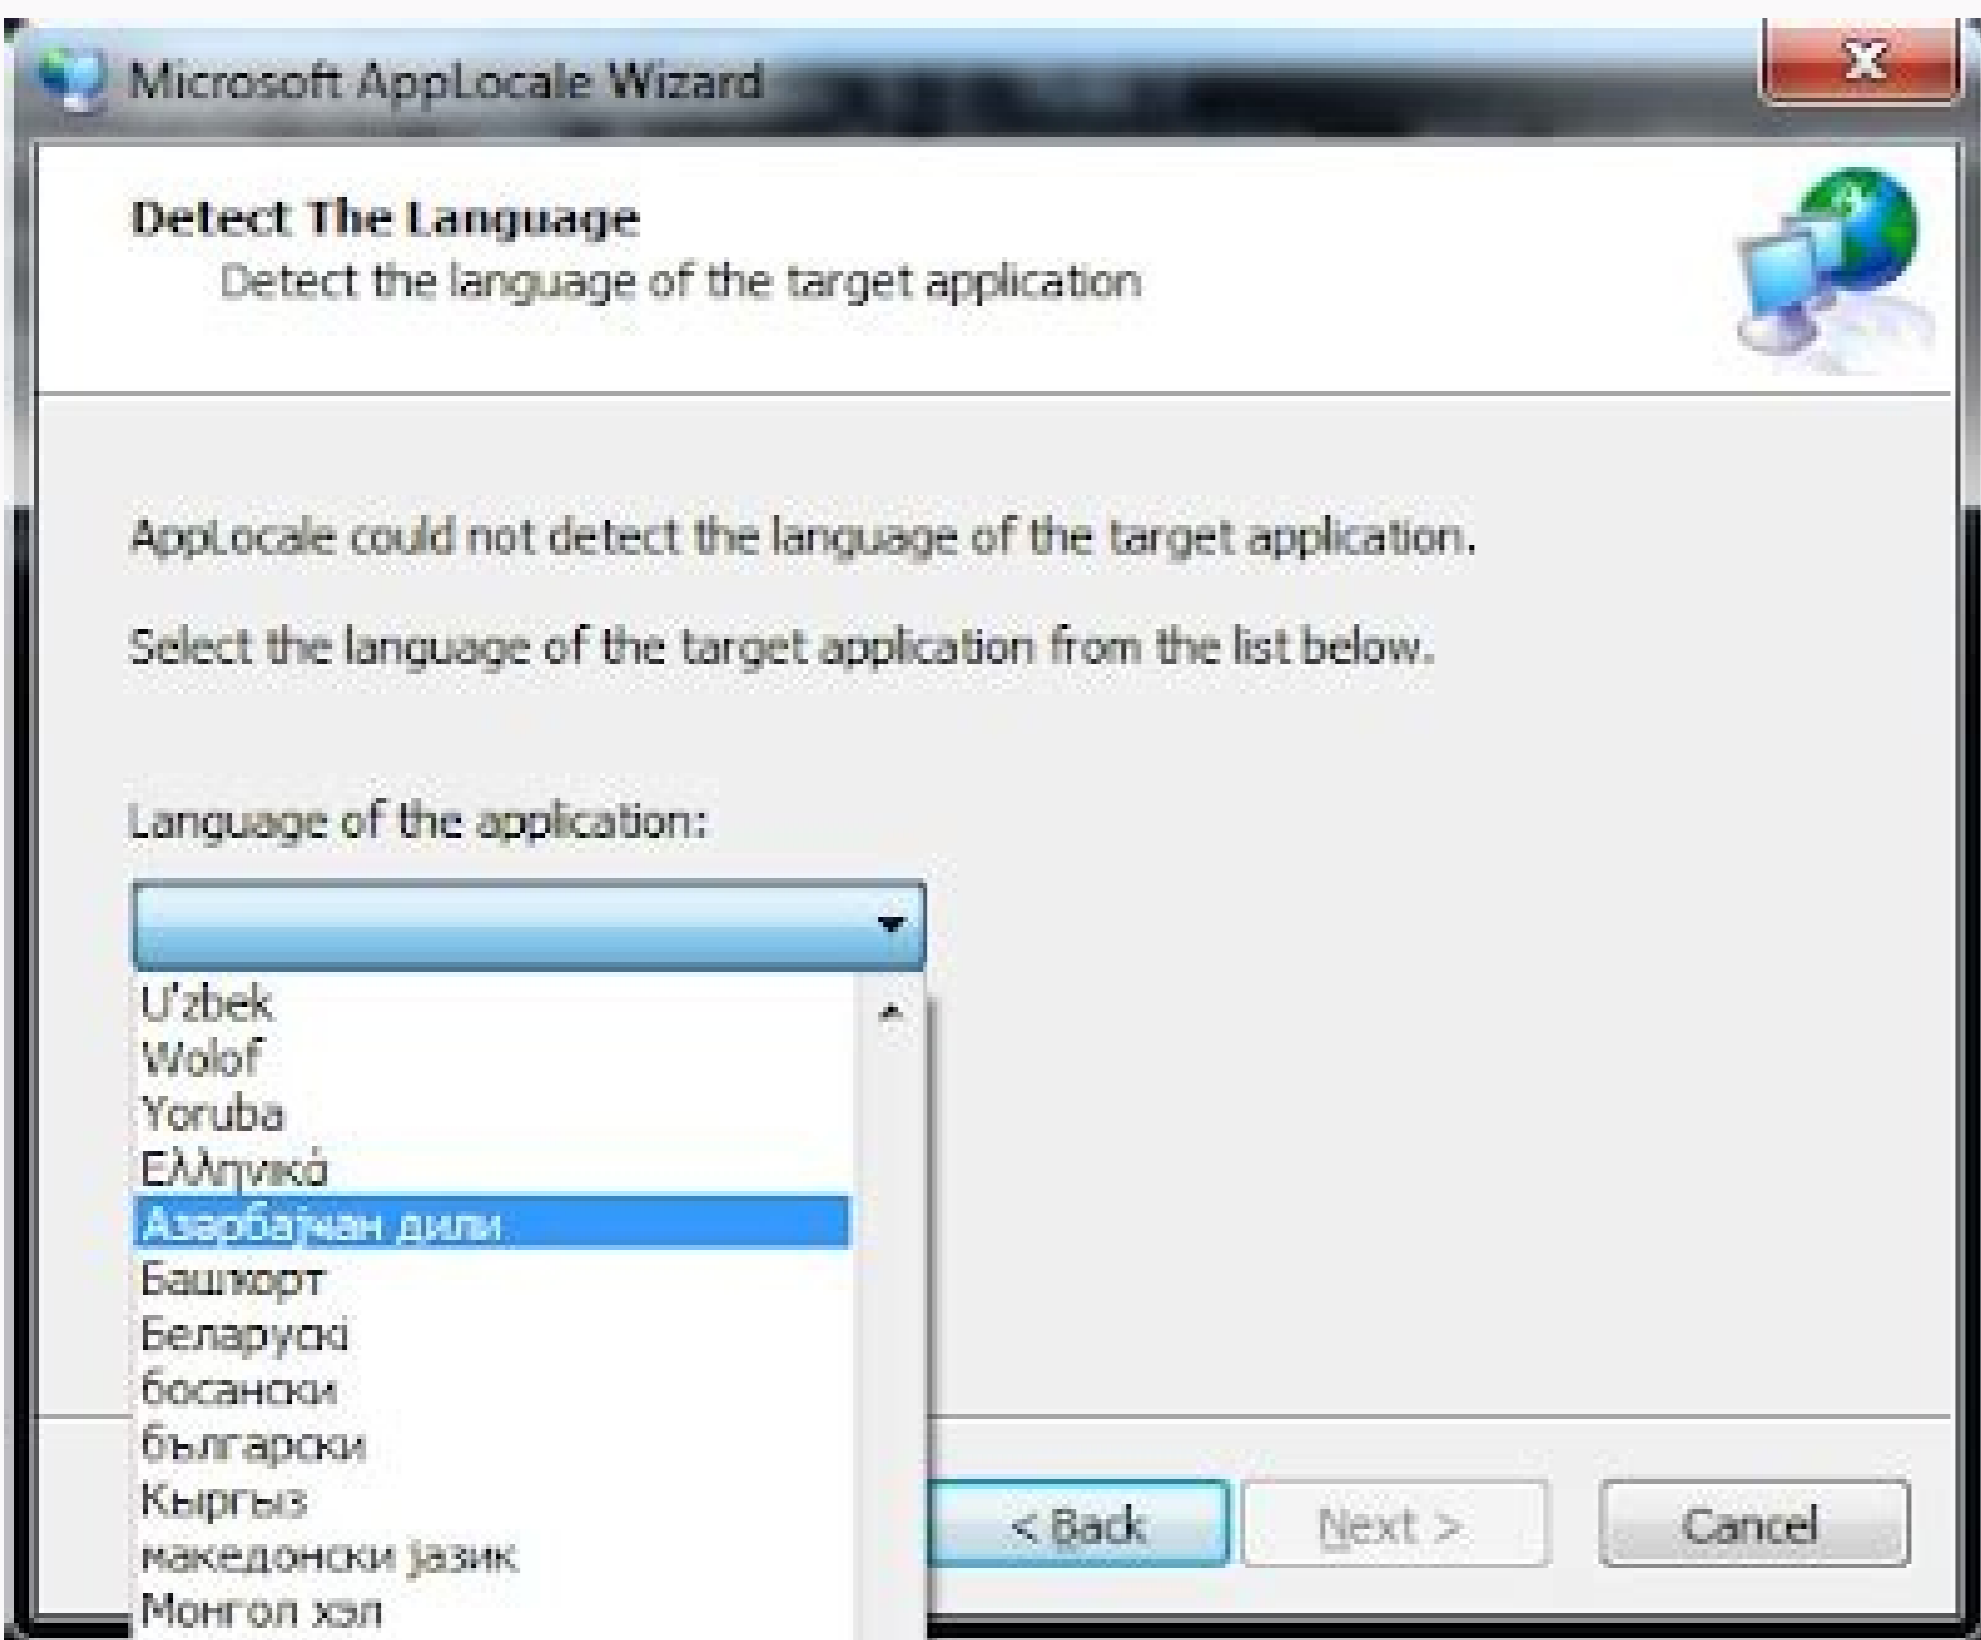 Microsoft AppLocale Wizard
Detect The Language
Detect the language of the target application
AppLocale could not detect the language of the target application.
Select the language of the target application from the list below.
Language of the application:
U'zbek
Wolof
Yoruba
Ελληνικά
Азәрбајҹан дили
Башҡорт
Беларускі
босански
български
Кыргыз
македонски јазик
Монгол хэл
< Back
Next >
Cancel